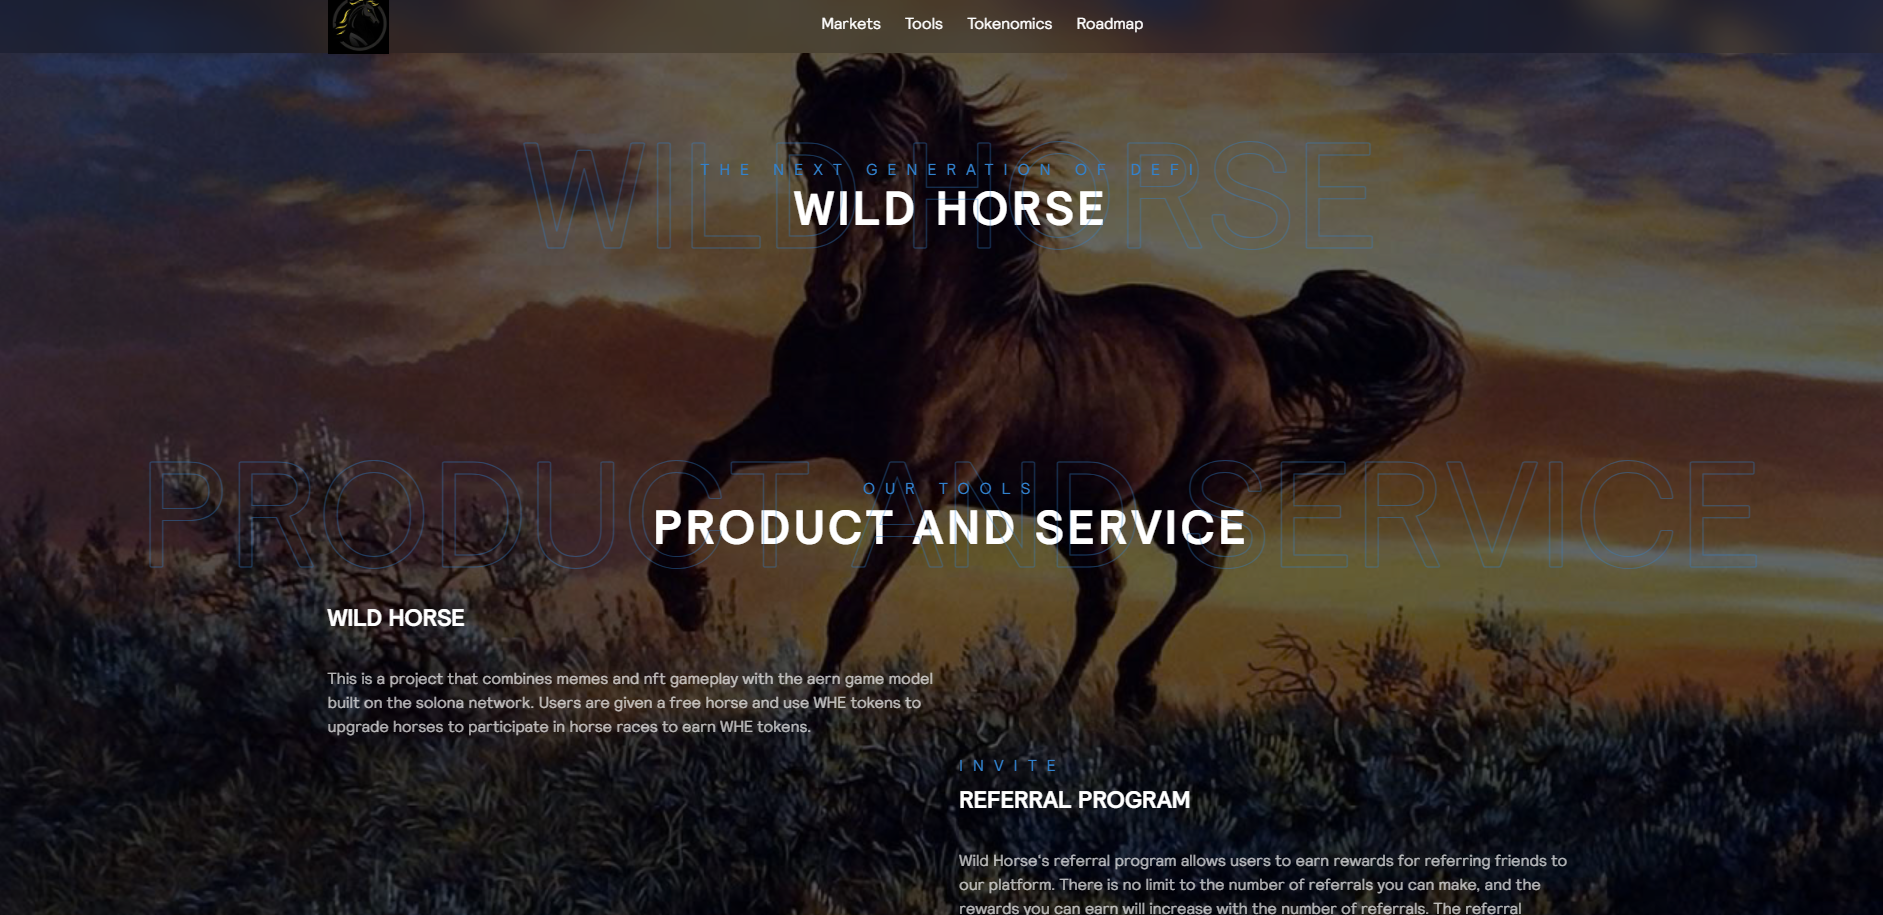 Markets Tools Tokenomics Roadmap
WILD HORSE
THE NEXT GENERATION OF DEFI
WILD HORSE
PRODUCT AND SERVICE
OUR TOOLS
PRODUCT AND SERVICE
WILD HORSE
This is a project that combines memes and nft gameplay with the aern game model
built on the solona network. Users are given a free horse and use WHE tokens to
upgrade horses to participate in horse races to earn WHE tokens.
INVITE
REFERRAL PROGRAM
Wild Horse's referral program allows users to earn rewards for referring friends to
our platform. There is no limit to the number of referrals you can make, and the
rewards you can earn will increase with the number of referrals. The referral